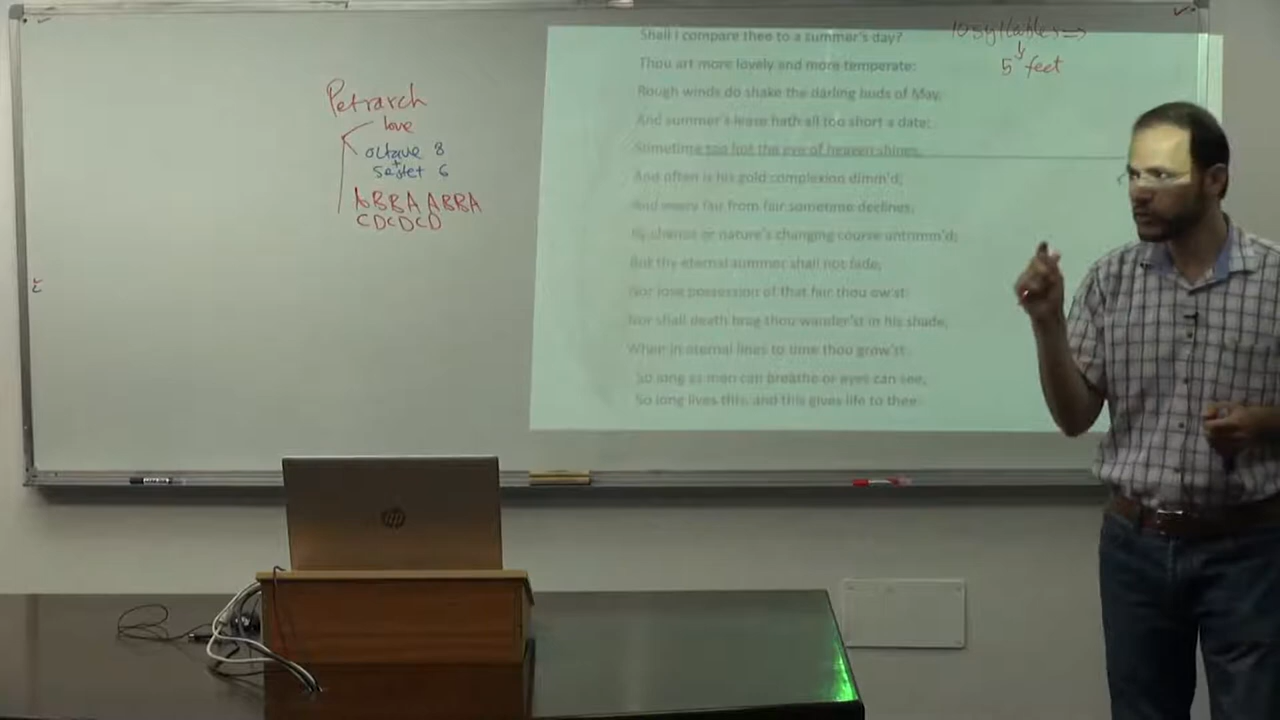 Petrarch
love
octave 8
+
sestet 6
ABBA ABBA
CDCDCD
Shall I compare thee to a summer's day?
Thou art more lovely and more temperate:
Rough winds do shake the darling buds of May,
And summer's lease hath all too short a date:
Sometime too hot the eye of heaven shines,
And often is his gold complexion dimm'd;
And every fair from fair sometime declines,
By chance or nature's changing course untrimm'd;
But thy eternal summer shall not fade,
Nor lose possession of that fair thou ow'st
Nor shall death brag thou wander'st in his shade,
When in eternal lines to time thou grow'st
So long as men can breathe or eyes can see,
So long lives this, and this gives life to thee.
10 syllables ⇒
↓
5 feet
hp